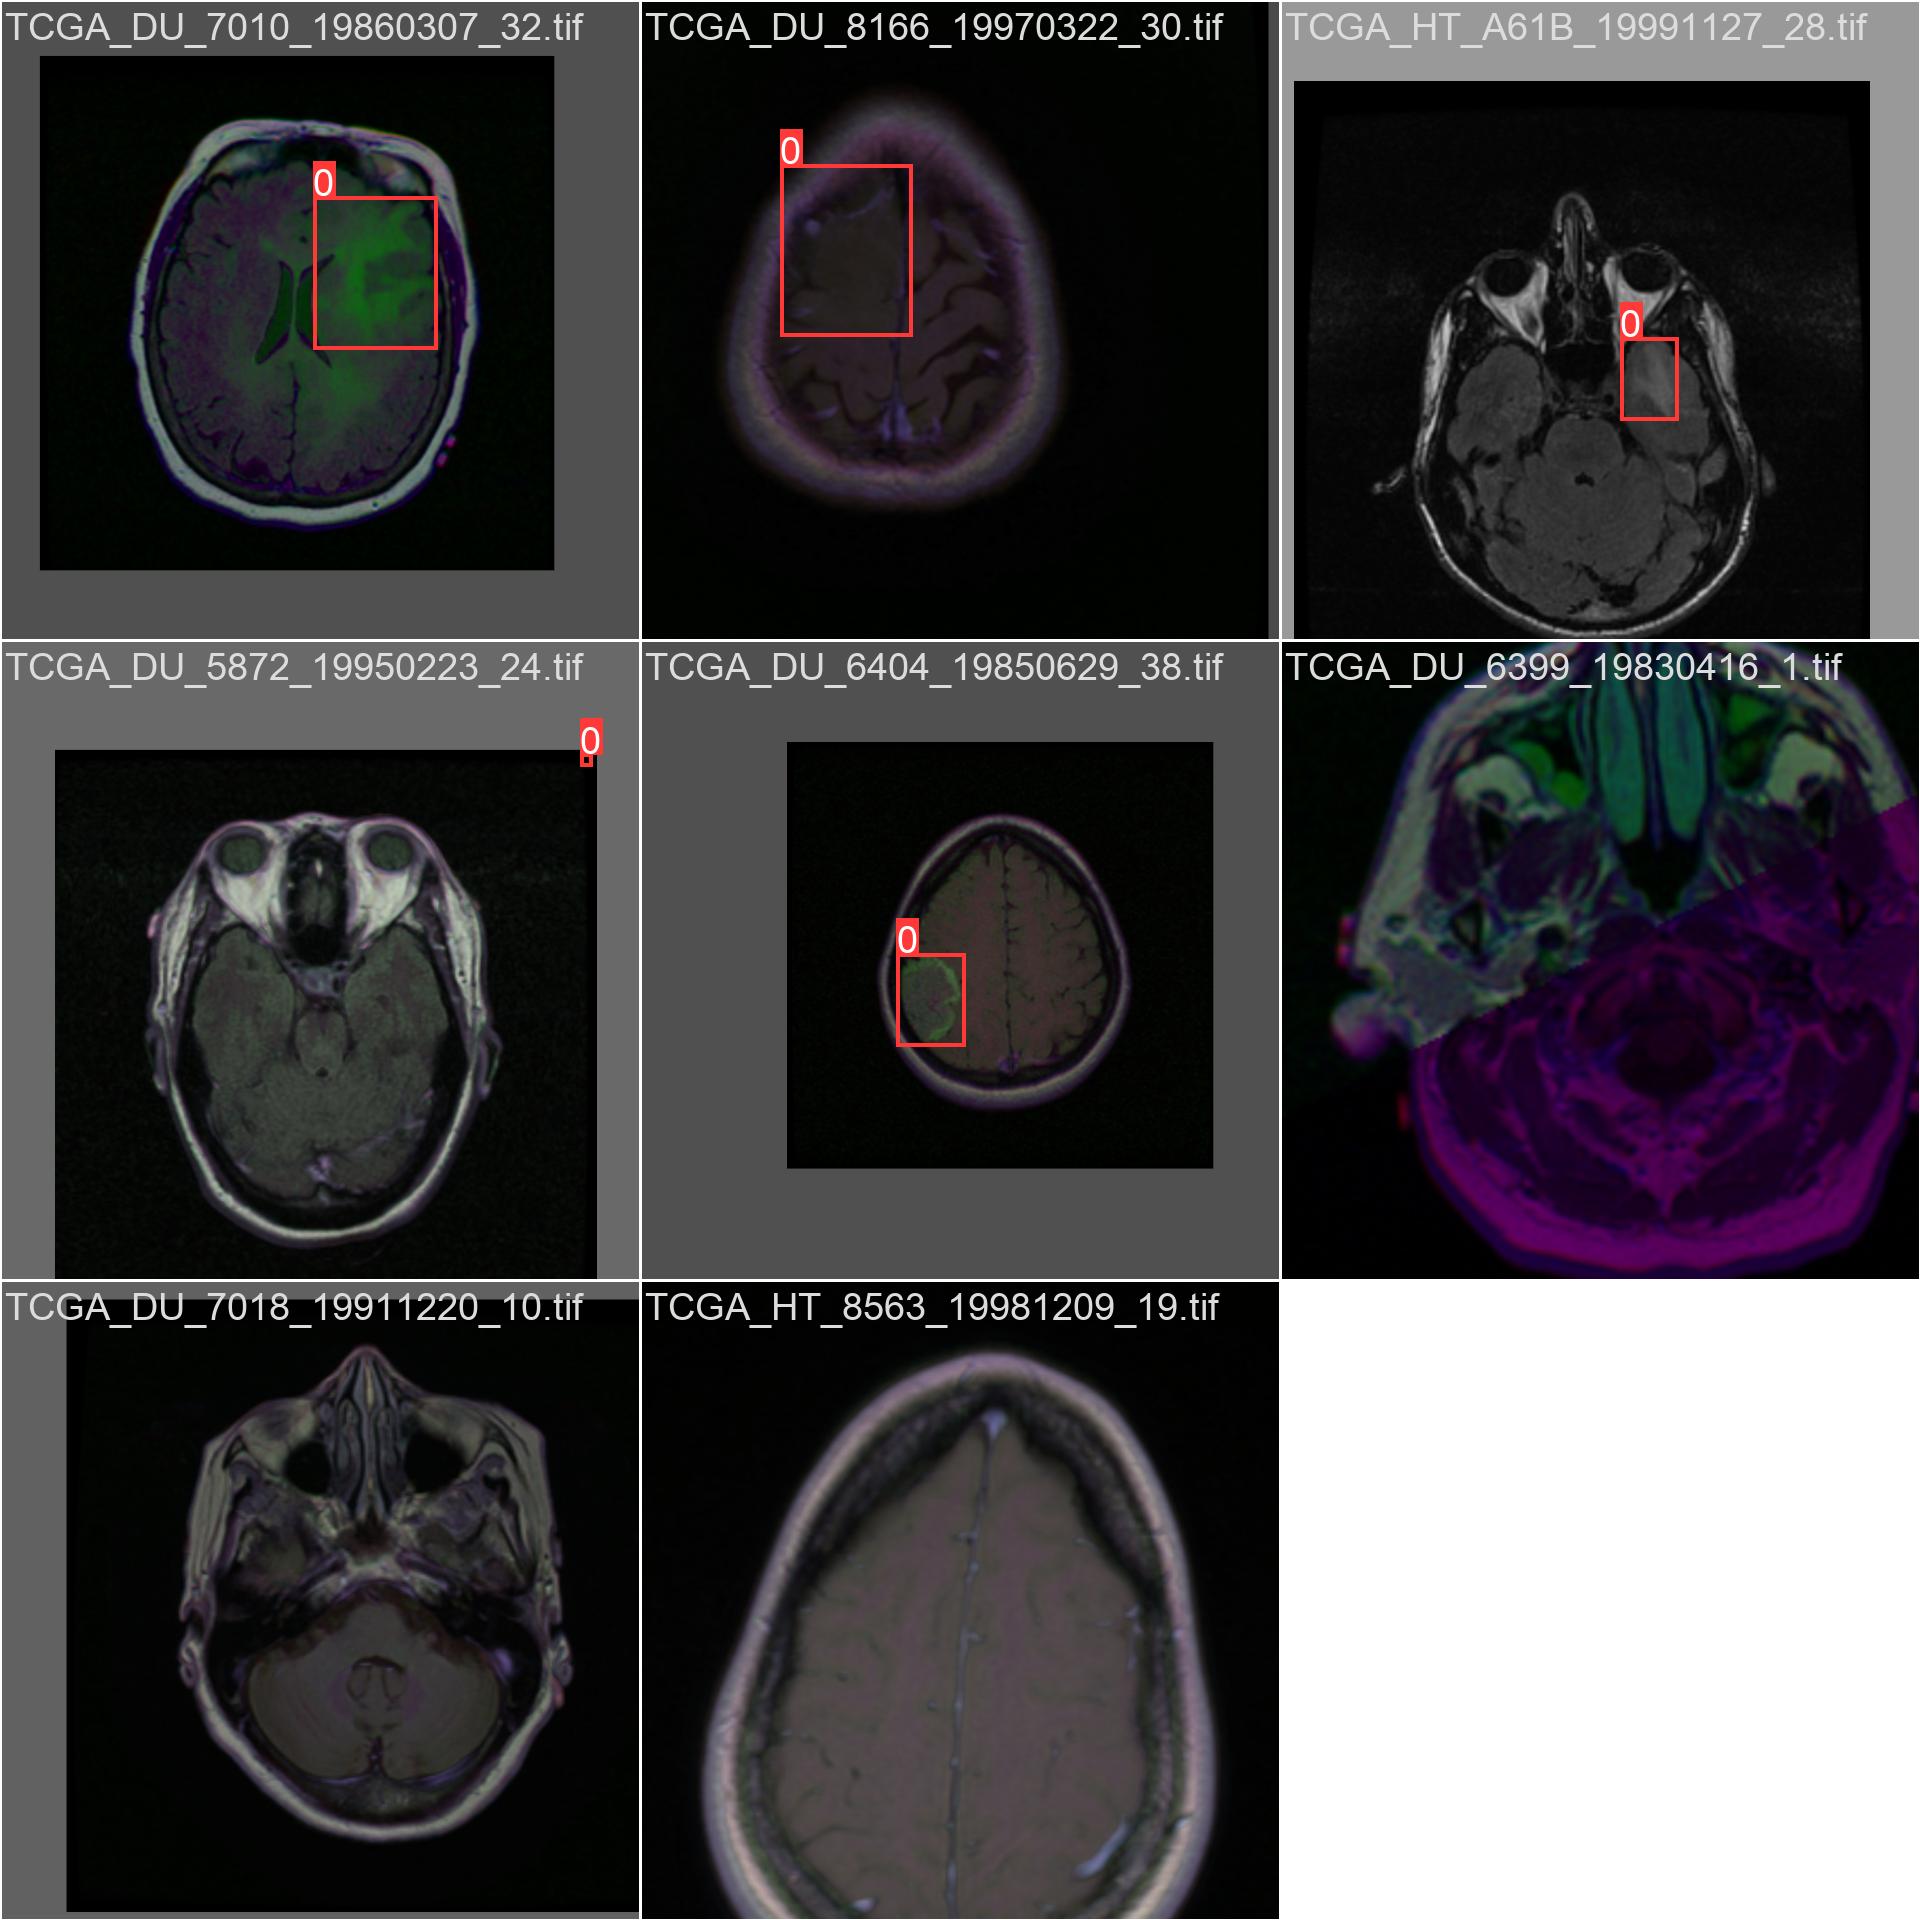 TCGA_DU_7010_19860307_32.tif
0
TCGA_DU_8166_19970322_30.tif
0
TCGA_HT_A61B_19991127_28.tif
0
TCGA_DU_5872_19950223_24.tif
0
TCGA_DU_6404_19850629_38.tif
0
TCGA_DU_6399_19830416_1.tif
TCGA_DU_7018_19911220_10.tif
TCGA_HT_8563_19981209_19.tif